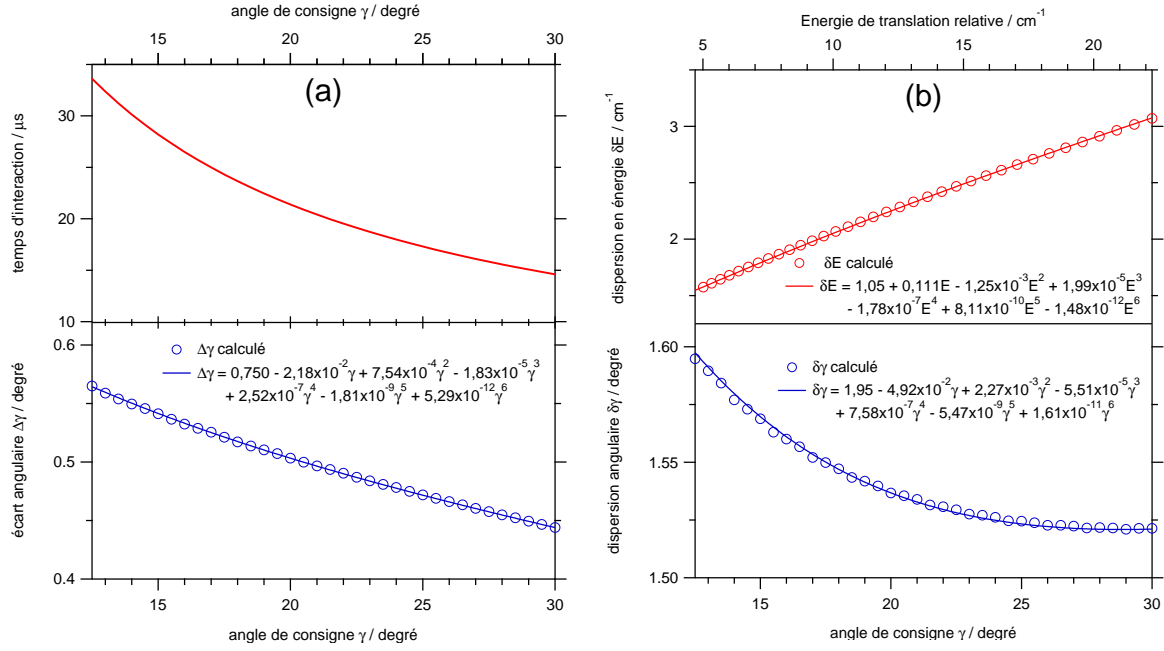 angle de consigne γ / degré
15 20 25 30
(a)
temps d'interaction / µs
30
20
10
écart angulaire Δγ / degré
0.6
0.5
0.4
Δγ calculé
Δγ = 0,750 - 2,18x10⁻²γ + 7,54x10⁻⁴γ² - 1,83x10⁻⁵γ³
+ 2,52x10⁻⁷γ⁴ - 1,81x10⁻⁹γ⁵ + 5,29x10⁻¹²γ⁶
15 20 25 30
angle de consigne γ / degré
Energie de translation relative / cm⁻¹
5 10 15 20
(b)
dispersion en énergie δE / cm⁻¹
3
2
δE calculé
δE = 1,05 + 0,111E - 1,25x10⁻³E² + 1,99x10⁻⁵E³
- 1,78x10⁻⁷E⁴ + 8,11x10⁻¹⁰E⁵ - 1,48x10⁻¹²E⁶
dispersion angulaire δγ / degré
1.60
1.55
1.50
δγ calculé
δγ = 1,95 - 4,92x10⁻²γ + 2,27x10⁻³γ² - 5,51x10⁻⁵γ³
+ 7,58x10⁻⁷γ⁴ - 5,47x10⁻⁹γ⁵ + 1,61x10⁻¹¹γ⁶
15 20 25 30
angle de consigne γ / degré